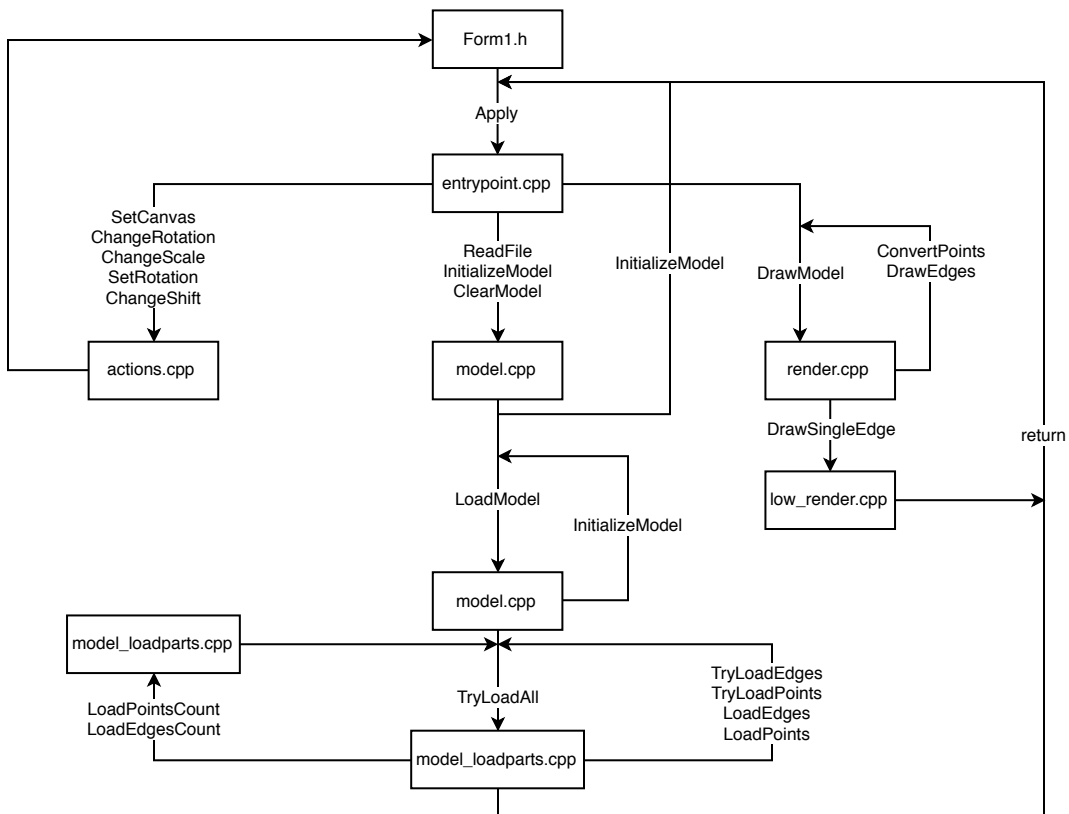 Form1.h
Apply
entrypoint.cpp
SetCanvas
ChangeRotation
ChangeScale
SetRotation
ChangeShift
ReadFile
InitializeModel
ClearModel
InitializeModel
DrawModel
ConvertPoints
DrawEdges
actions.cpp
model.cpp
render.cpp
DrawSingleEdge
return
LoadModel
InitializeModel
low_render.cpp
model.cpp
model_loadparts.cpp
TryLoadAll
TryLoadEdges
TryLoadPoints
LoadEdges
LoadPoints
LoadPointsCount
LoadEdgesCount
model_loadparts.cpp